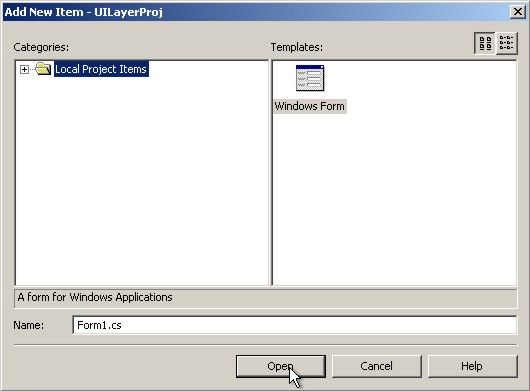 Add New Item - UILayerProj
Categories:
Templates:
Local Project Items
Windows Form
A form for Windows Applications
Name:
Form1.cs
Open
Cancel
Help